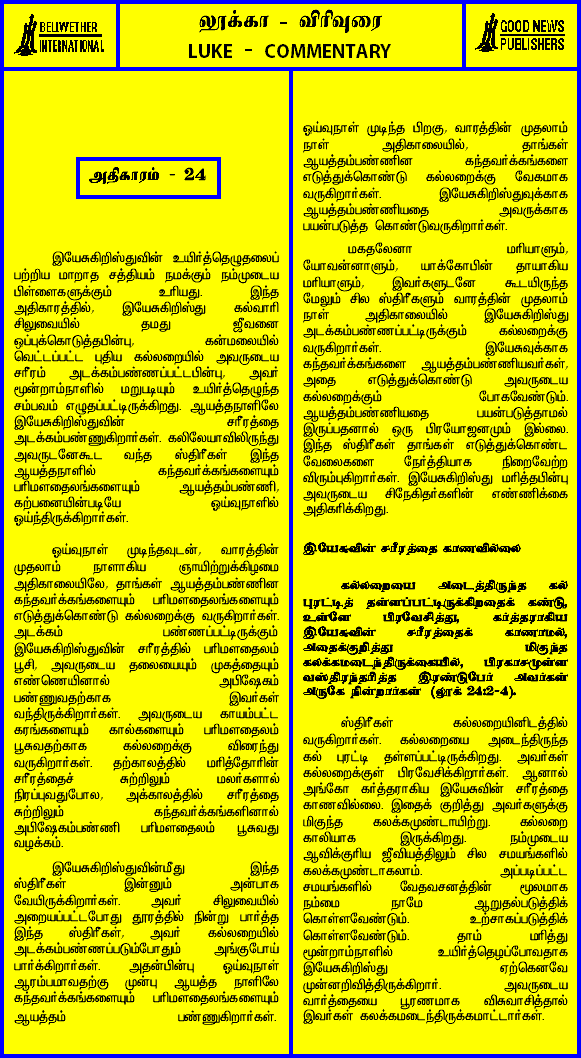 BELLWETHER
INTERNATIONAL
லூக்கா - விரிவுரை
LUKE - COMMENTARY
GOOD NEWS
PUBLISHERS
அதிகாரம் - 24
இயேசுகிறிஸ்துவின் உயிர்த்தெழுதலைப்
பற்றிய மாறாத சத்தியம் நமக்கும் நம்முடைய
பிள்ளைகளுக்கும் உரியது. இந்த
அதிகாரத்தில், இயேசுகிறிஸ்து கல்வாரி
சிலுவையில் தமது ஜீவனை
ஒப்புக்கொடுத்தபின்பு, கன்மலையில்
வெட்டப்பட்ட புதிய கல்லறையில் அவருடைய
சரீரம் அடக்கம்பண்ணப்பட்டபின்பு, அவர்
மூன்றாம்நாளில் மறுபடியும் உயிர்த்தெழுந்த
சம்பவம் எழுதப்பட்டிருக்கிறது. ஆயத்தநாளிலே
இயேசுகிறிஸ்துவின் சரீரத்தை
அடக்கம்பண்ணுகிறார்கள். கலிலேயாவிலிருந்து
அவருடனேகூட வந்த ஸ்திரீகள் இந்த
ஆயத்தநாளில் கந்தவர்க்கங்களையும்
பரிமளதைலங்களையும் ஆயத்தம்பண்ணி,
கற்பனையின்படியே ஓய்வுநாளில்
ஓய்ந்திருக்கிறார்கள்.
ஓய்வுநாள் முடிந்தவுடன், வாரத்தின்
முதலாம் நாளாகிய ஞாயிற்றுக்கிழமை
அதிகாலையிலே, தாங்கள் ஆயத்தம்பண்ணின
கந்தவர்க்கங்களையும் பரிமளதைலங்களையும்
எடுத்துக்கொண்டு கல்லறைக்கு வருகிறார்கள்.
அடக்கம் பண்ணப்பட்டிருக்கும்
இயேசுகிறிஸ்துவின் சரீரத்தில் பரிமளதைலம்
பூசி, அவருடைய தலையையும் முகத்தையும்
எண்ணெயினால் அபிஷேகம்
பண்ணுவதற்காக இவர்கள்
வந்திருக்கிறார்கள். அவருடைய காயம்பட்ட
கரங்களையும் கால்களையும் பரிமளதைலம்
பூசுவதற்காக கல்லறைக்கு விரைந்து
வருகிறார்கள். தற்காலத்தில் மரித்தோரின்
சரீரத்தைச் சுற்றிலும் மலர்களால்
நிரப்புவதுபோல, அக்காலத்தில் சரீரத்தை
சுற்றிலும் கந்தவர்க்கங்களினால்
அபிஷேகம்பண்ணி பரிமளதைலம் பூசுவது
வழக்கம்.
இயேசுகிறிஸ்துவின்மீது இந்த
ஸ்திரீகள் இன்னும் அன்பாக
வேயிருக்கிறார்கள். அவர் சிலுவையில்
அறையப்பட்டபோது தூரத்தில் நின்று பார்த்த
இந்த ஸ்திரீகள், அவர் கல்லறையில்
அடக்கம்பண்ணப்படும்போதும் அங்குபோய்
பார்க்கிறார்கள். அதன்பின்பு ஓய்வுநாள்
ஆரம்பமாவதற்கு முன்பு ஆயத்த நாளிலே
கந்தவர்க்கங்களையும் பரிமளதைலங்களையும்
ஆயத்தம் பண்ணுகிறார்கள்.
ஓய்வுநாள் முடிந்த பிறகு, வாரத்தின் முதலாம்
நாள் அதிகாலையில், தாங்கள்
ஆயத்தம்பண்ணின கந்தவர்க்கங்களை
எடுத்துக்கொண்டு கல்லறைக்கு வேகமாக
வருகிறார்கள். இயேசுகிறிஸ்துவுக்காக
ஆயத்தம்பண்ணியதை அவருக்காக
பயன்படுத்த கொண்டுவருகிறார்கள்.
மகதலேனா மரியாளும்,
யோவன்னாளும், யாக்கோபின் தாயாகிய
மரியாளும், இவர்களுடனே கூடயிருந்த
மேலும் சில ஸ்திரீகளும் வாரத்தின் முதலாம்
நாள் அதிகாலையில் இயேசுகிறிஸ்து
அடக்கம்பண்ணப்பட்டிருக்கும் கல்லறைக்கு
வருகிறார்கள். இயேசுவுக்காக
கந்தவர்க்கங்களை ஆயத்தம்பண்ணியவர்கள்,
அதை எடுத்துக்கொண்டு அவருடைய
கல்லறைக்கும் போகவேண்டும்.
ஆயத்தம்பண்ணியதை பயன்படுத்தாமல்
இருப்பதனால் ஒரு பிரயோஜனமும் இல்லை.
இந்த ஸ்திரீகள் தாங்கள் எடுத்துக்கொண்ட
வேலைகளை நேர்த்தியாக நிறைவேற்ற
விரும்புகிறார்கள். இயேசுகிறிஸ்து மரித்தபின்பு
அவருடைய சிநேகிதர்களின் எண்ணிக்கை
அதிகரிக்கிறது.
இயேசுவின் சரீரத்தை காணவில்லை
கல்லறையை அடைத்திருந்த கல்
புரட்டித் தள்ளப்பட்டிருக்கிறதைக் கண்டு,
உள்ளே பிரவேசித்து, கர்த்தராகிய
இயேசுவின் சரீரத்தைக் காணாமல்,
அதைக்குறித்து மிகுந்த
கலக்கமடைந்திருக்கையில், பிரகாசமுள்ள
வஸ்திரந்தரித்த இரண்டுபேர் அவர்கள்
அருகே நின்றார்கள் (லூக் 24:2-4).
ஸ்திரீகள் கல்லறையினிடத்தில்
வருகிறார்கள். கல்லறையை அடைந்திருந்த
கல் புரட்டி தள்ளப்பட்டிருக்கிறது. அவர்கள்
கல்லறைக்குள் பிரவேசிக்கிறார்கள். ஆனால்
அங்கோ கர்த்தராகிய இயேசுவின் சரீரத்தை
காணவில்லை. இதைக் குறித்து அவர்களுக்கு
மிகுந்த கலக்கமுண்டாயிற்று. கல்லறை
காலியாக இருக்கிறது. நம்முடைய
ஆவிக்குரிய ஜீவியத்திலும் சில சமயங்களில்
கலக்கமுண்டாகலாம். அப்படிப்பட்ட
சமயங்களில் வேதவசனத்தின் மூலமாக
நம்மை நாமே ஆறுதல்படுத்திக்
கொள்ளவேண்டும். உற்சாகப்படுத்திக்
கொள்ளவேண்டும். தாம் மரித்து
மூன்றாம்நாளில் உயிர்த்தெழப்போவதாக
இயேசுகிறிஸ்து ஏற்கெனவே
முன்னறிவித்திருக்கிறார். அவருடைய
வார்த்தையை பூரணமாக விசுவாசித்தால்
இவர்கள் கலக்கமடைந்திருக்கமாட்டார்கள்.